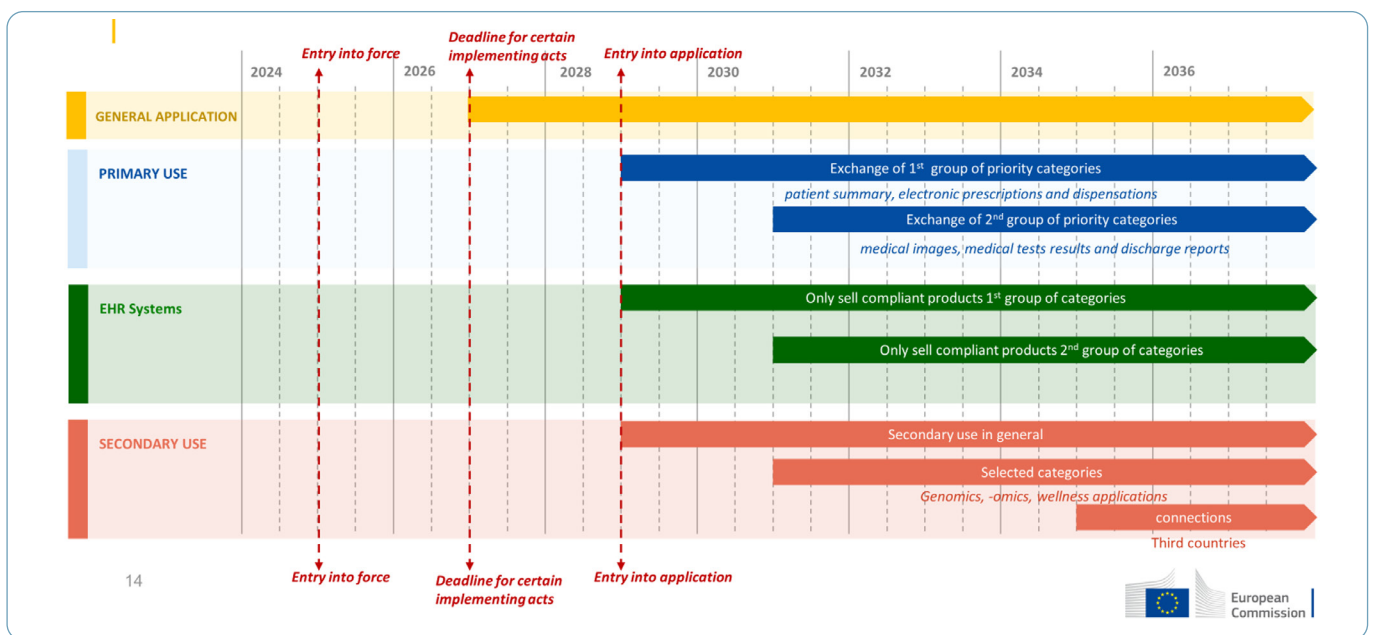 Entry into force
Deadline for certain
implementing acts
Entry into application
2024
2026
2028
2030
2032
2034
2036
GENERAL APPLICATION
PRIMARY USE
Exchange of 1st group of priority categories
patient summary, electronic prescriptions and dispensations
Exchange of 2nd group of priority categories
medical images, medical tests results and discharge reports
EHR Systems
Only sell compliant products 1st group of categories
Only sell compliant products 2nd group of categories
SECONDARY USE
Secondary use in general
Selected categories
Genomics, -omics, wellness applications
connections
Third countries
Entry into force
Deadline for certain
implementing acts
Entry into application
14
European
Commission